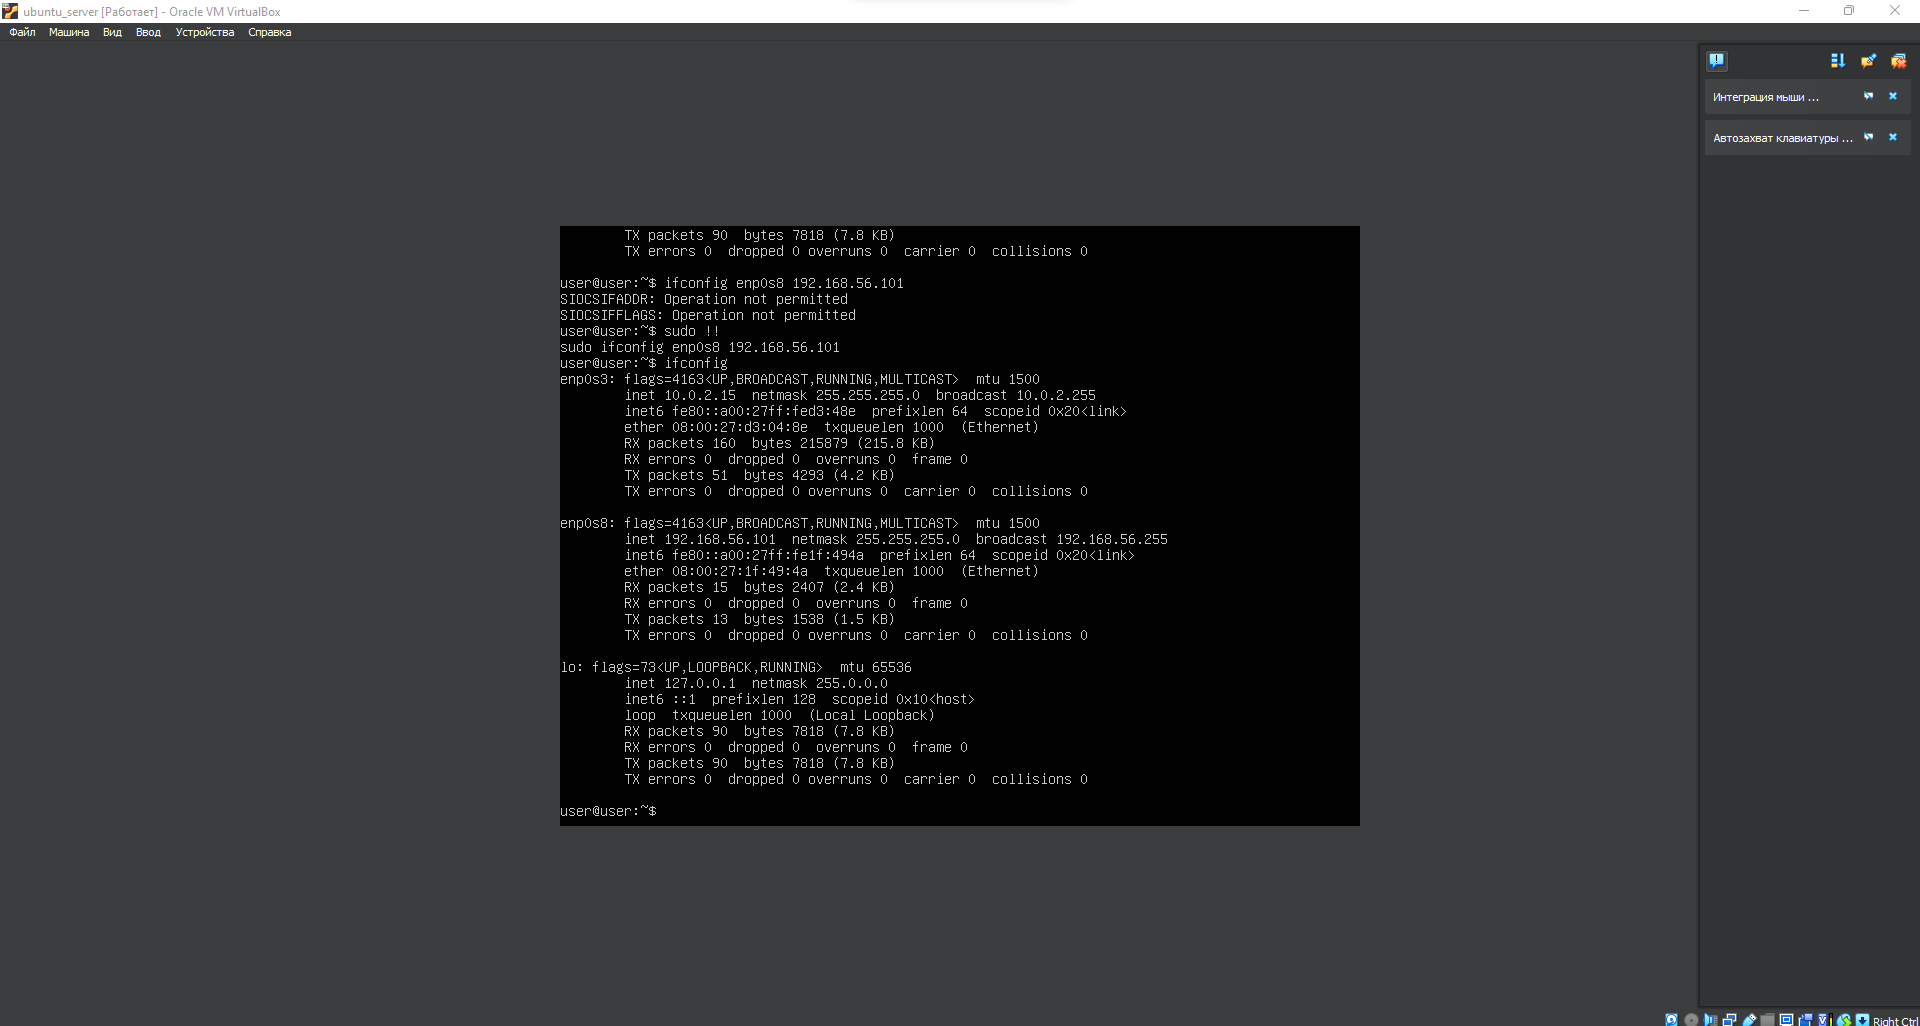 ubuntu_server [Работает] - Oracle VM VirtualBox
Файл Машина Вид Ввод Устройства Справка
Интеграция мыши ...
Автозахват клавиатуры ...
TX packets 90  bytes 7818 (7.8 KB)
TX errors 0  dropped 0 overruns 0  carrier 0  collisions 0
user@user:~$ ifconfig enp0s8 192.168.56.101
SIOCSIFADDR: Operation not permitted
SIOCSIFFLAGS: Operation not permitted
user@user:~$ sudo !!
sudo ifconfig enp0s8 192.168.56.101
user@user:~$ ifconfig
enp0s3: flags=4163<UP,BROADCAST,RUNNING,MULTICAST>  mtu 1500
inet 10.0.2.15  netmask 255.255.255.0  broadcast 10.0.2.255
inet6 fe80::a00:27ff:fed3:48e  prefixlen 64  scopeid 0x20<link>
ether 08:00:27:d3:04:8e  txqueuelen 1000  (Ethernet)
RX packets 160  bytes 215879 (215.8 KB)
RX errors 0  dropped 0  overruns 0  frame 0
TX packets 51  bytes 4293 (4.2 KB)
TX errors 0  dropped 0 overruns 0  carrier 0  collisions 0
enp0s8: flags=4163<UP,BROADCAST,RUNNING,MULTICAST>  mtu 1500
inet 192.168.56.101  netmask 255.255.255.0  broadcast 192.168.56.255
inet6 fe80::a00:27ff:fe1f:494a  prefixlen 64  scopeid 0x20<link>
ether 08:00:27:1f:49:4a  txqueuelen 1000  (Ethernet)
RX packets 15  bytes 2407 (2.4 KB)
RX errors 0  dropped 0  overruns 0  frame 0
TX packets 13  bytes 1538 (1.5 KB)
TX errors 0  dropped 0 overruns 0  carrier 0  collisions 0
lo: flags=73<UP,LOOPBACK,RUNNING>  mtu 65536
inet 127.0.0.1  netmask 255.0.0.0
inet6 ::1  prefixlen 128  scopeid 0x10<host>
loop  txqueuelen 1000  (Local Loopback)
RX packets 90  bytes 7818 (7.8 KB)
RX errors 0  dropped 0  overruns 0  frame 0
TX packets 90  bytes 7818 (7.8 KB)
TX errors 0  dropped 0 overruns 0  carrier 0  collisions 0
user@user:~$
Right Ctrl